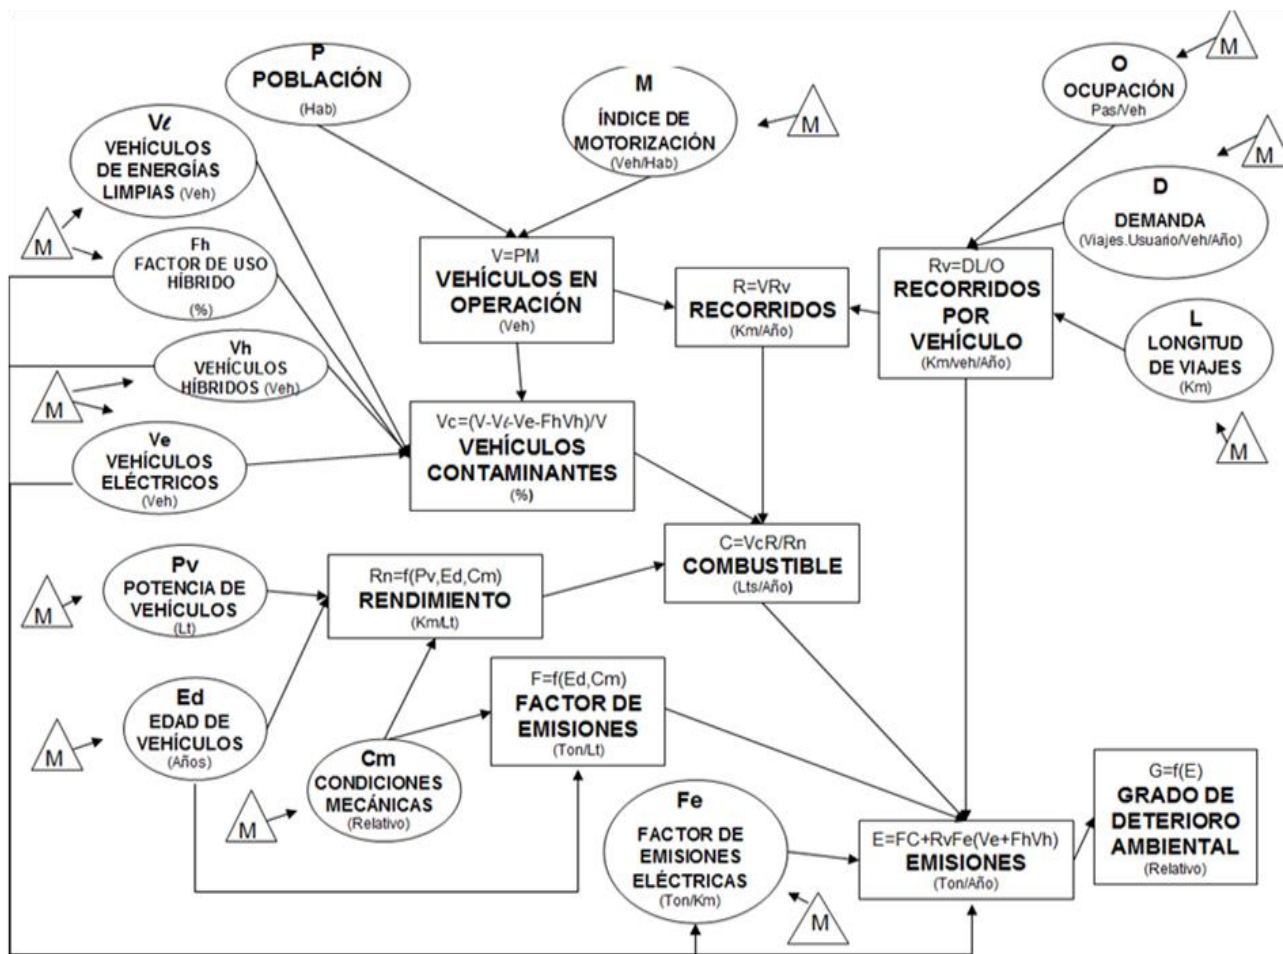 P
POBLACIÓN
(Hab)
M
ÍNDICE DE
MOTORIZACIÓN
(Veh/Hab)
M
O
OCUPACIÓN
Pas/Veh
M
Vℓ
VEHÍCULOS
DE ENERGÍAS
LIMPIAS (Veh)
M
D
DEMANDA
(Viajes.Usuario/Veh/Año)
M
Fh
FACTOR DE USO
HÍBRIDO
(%)
V=PM
VEHÍCULOS EN
OPERACIÓN
(Veh)
R=VRv
RECORRIDOS
(Km/Año)
Rv=DL/O
RECORRIDOS
POR
VEHÍCULO
(Km/veh/Año)
L
LONGITUD
DE VIAJES
(Km)
M
Vh
VEHÍCULOS
HÍBRIDOS (Veh)
M
Ve
VEHÍCULOS
ELÉCTRICOS
(Veh)
Vc=(V-Vℓ-Ve-FhVh)/V
VEHÍCULOS
CONTAMINANTES
(%)
C=VcR/Rn
COMBUSTIBLE
(Lts/Año)
Pv
POTENCIA DE
VEHÍCULOS
(Lt)
M
Rn=f(Pv,Ed,Cm)
RENDIMIENTO
(Km/Lt)
Ed
EDAD DE
VEHÍCULOS
(Años)
M
F=f(Ed,Cm)
FACTOR DE
EMISIONES
(Ton/Lt)
Cm
CONDICIONES
MECÁNICAS
(Relativo)
M
Fe
FACTOR DE
EMISIONES
ELÉCTRICAS
(Ton/Km)
M
E=FC+RvFe(Ve+FhVh)
EMISIONES
(Ton/Año)
G=f(E)
GRADO DE
DETERIORO
AMBIENTAL
(Relativo)